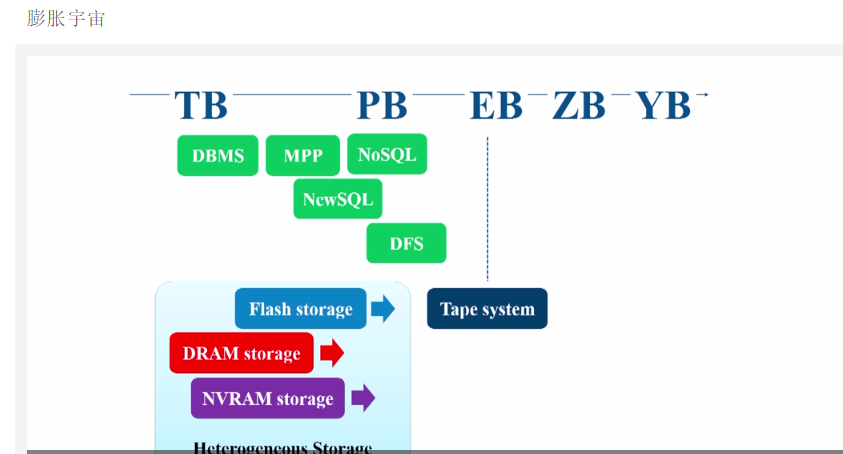 膨胀宇宙
TB PB EB ZB YB
DBMS MPP NoSQL
NewSQL
DFS
Flash storage Tape system
DRAM storage
NVRAM storage
Heterogeneous Storage